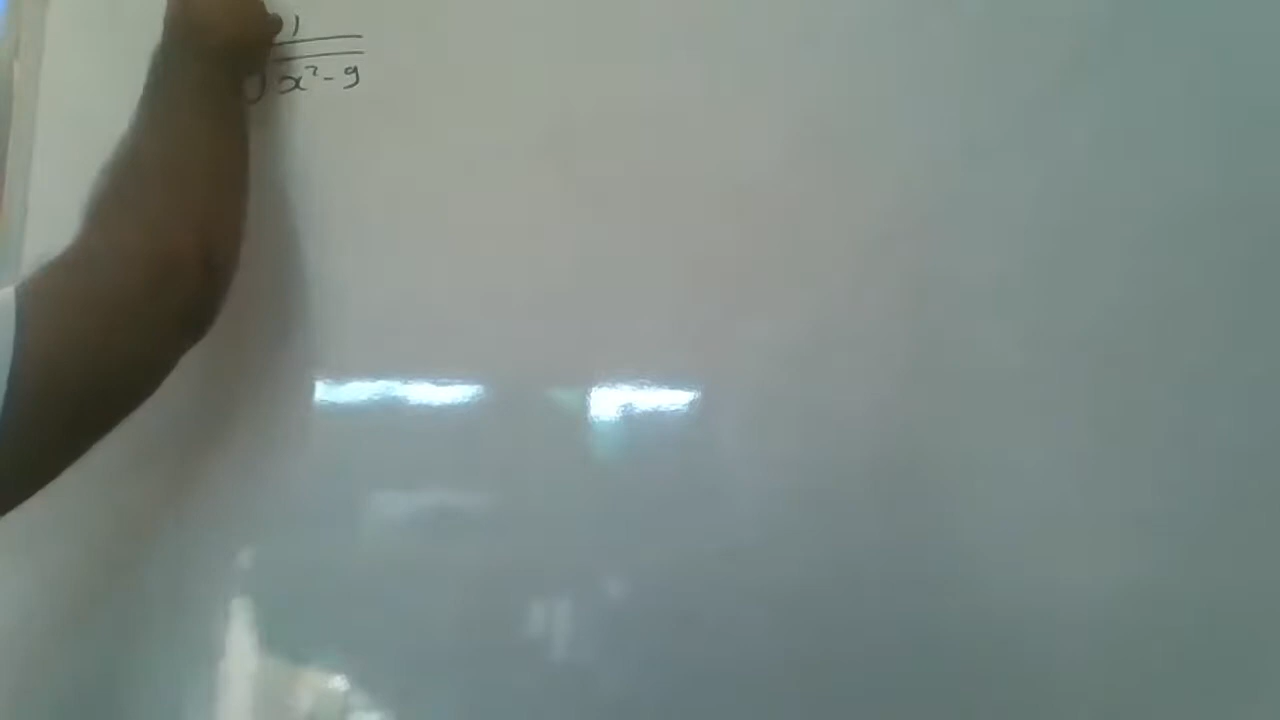 1
√x² - 9